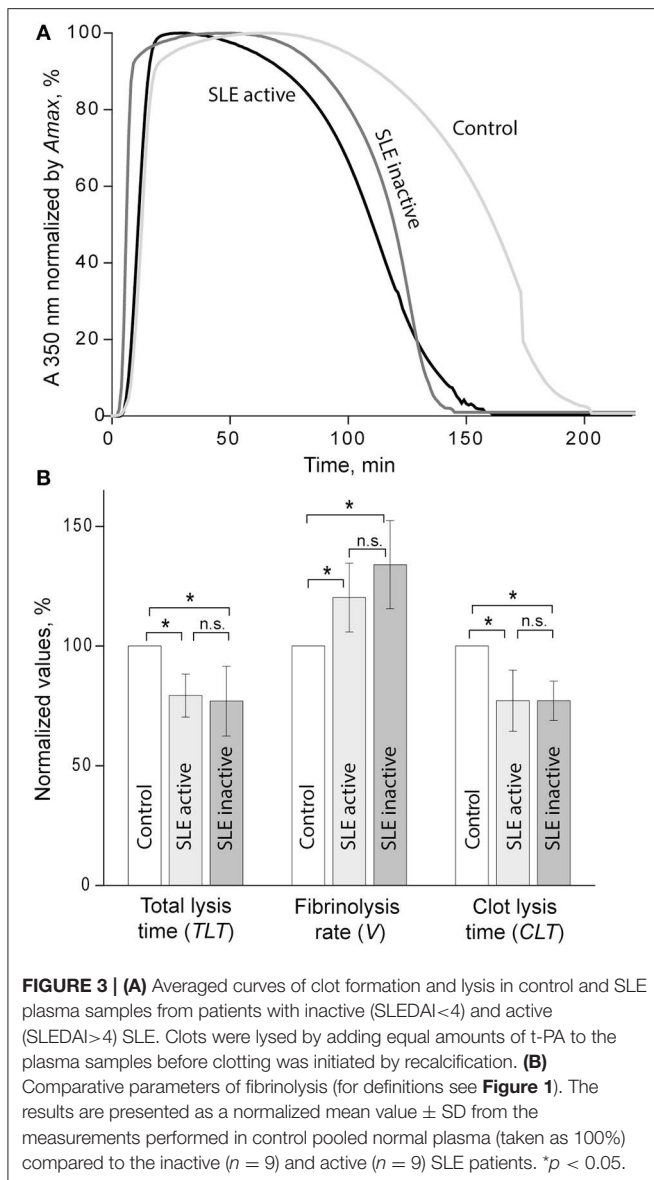 A
A 350 nm normalized by Amax, %
100
80
60
40
20
0
SLE active
SLE inactive
Control
0
50
100
150
200
Time, min
B
Normalized values, %
150
100
50
0
*
*
n.s.
*
*
n.s.
*
*
n.s.
Control
SLE active
SLE inactive
Control
SLE active
SLE inactive
Control
SLE active
SLE inactive
Total lysis
time (TLT)
Fibrinolysis
rate (V)
Clot lysis
time (CLT)
FIGURE 3 | (A) Averaged curves of clot formation and lysis in control and SLE
plasma samples from patients with inactive (SLEDAI<4) and active
(SLEDAI>4) SLE. Clots were lysed by adding equal amounts of t-PA to the
plasma samples before clotting was initiated by recalcification. (B)
Comparative parameters of fibrinolysis (for definitions see Figure 1). The
results are presented as a normalized mean value ± SD from the
measurements performed in control pooled normal plasma (taken as 100%)
compared to the inactive (n = 9) and active (n = 9) SLE patients. *p < 0.05.